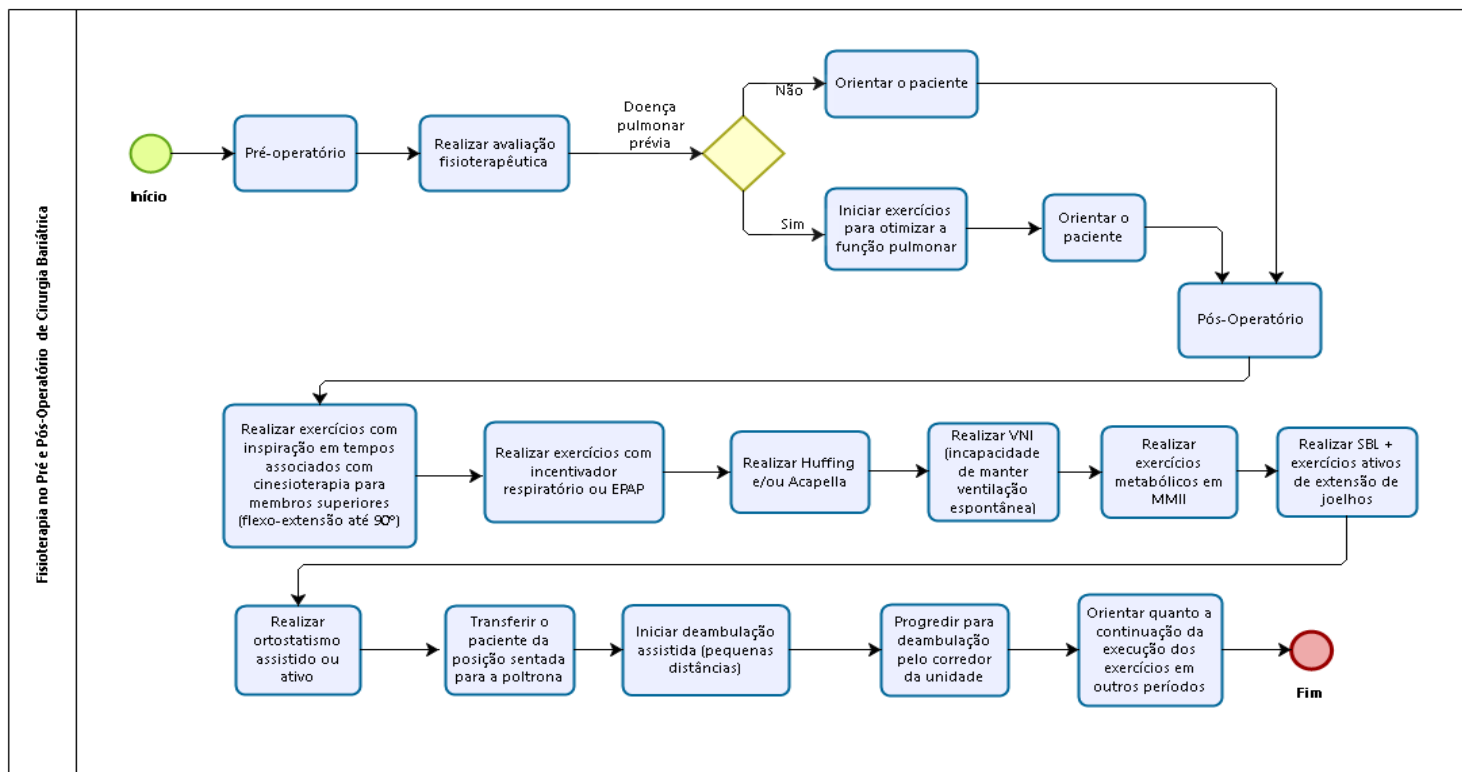 Fisioterapia no Pré e Pós-Operatório de Cirurgia Bariátrica
Início
Pré-operatório
Realizar avaliação
fisioterapêutica
Doença
pulmonar
prévia
Não
Orientar o paciente
Sim
Iniciar exercícios
para otimizar a
função pulmonar
Orientar o
paciente
Pós-Operatório
Realizar exercícios com
inspiração em tempos
associados com
cinesioterapia para
membros superiores
(flexo-extensão até 90º)
Realizar exercícios com
incentivador
respiratório ou EPAP
Realizar Huffing
e/ou Acapella
Realizar VNI
(incapacidade
de manter
ventilação
espontânea)
Realizar
exercícios
metabólicos em
MMII
Realizar SBL +
exercícios ativos
de extensão de
joelhos
Realizar
ortostatismo
assistido ou
ativo
Transferir o
paciente da
posição sentada
para a poltrona
Iniciar deambulação
assistida (pequenas
distâncias)
Progredir para
deambulação
pelo corredor
da unidade
Orientar quanto a
continuação da
execução dos
exercícios em
outros períodos
Fim